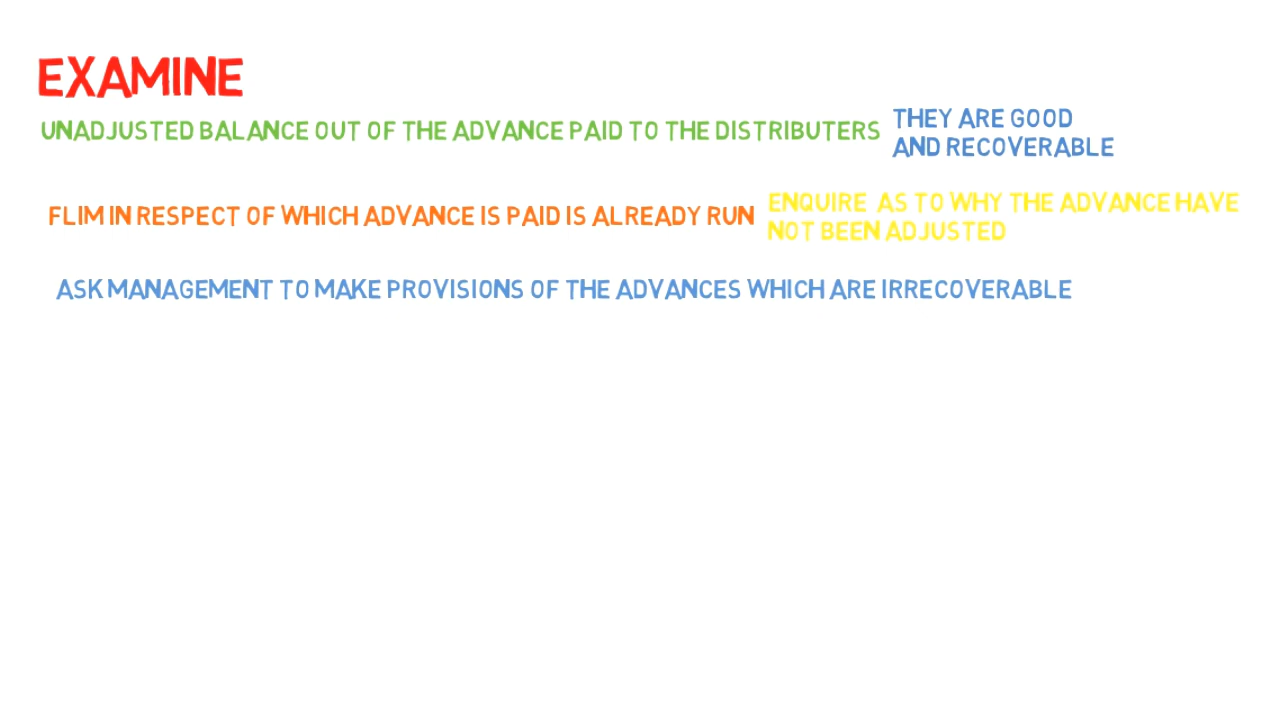 EXAMINE
UNADJUSTED BALANCE OUT OF THE ADVANCE PAID TO THE DISTRIBUTERS
THEY ARE GOOD
AND RECOVERABLE
FLIM IN RESPECT OF WHICH ADVANCE IS PAID IS ALREADY RUN
ENQUIRE AS TO WHY THE ADVANCE HAVE
NOT BEEN ADJUSTED
ASK MANAGEMENT TO MAKE PROVISIONS OF THE ADVANCES WHICH ARE IRRECOVERABLE